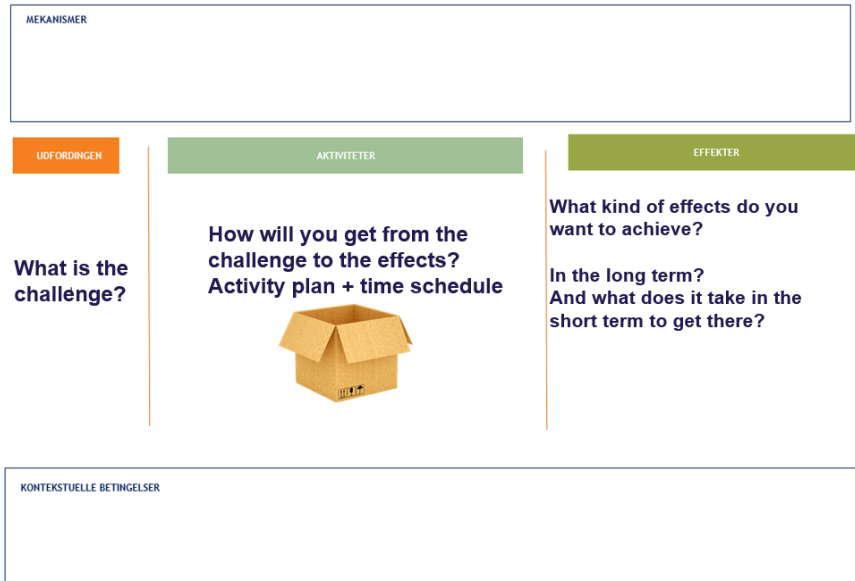 MEKANISMER
UDFORDINGEN
AKTIVITETER
EFFEKTER
What is the
challenge?
How will you get from the
challenge to the effects?
Activity plan + time schedule
What kind of effects do you
want to achieve?
In the long term?
And what does it take in the
short term to get there?
KONTEKSTUELLE BETINGELSER